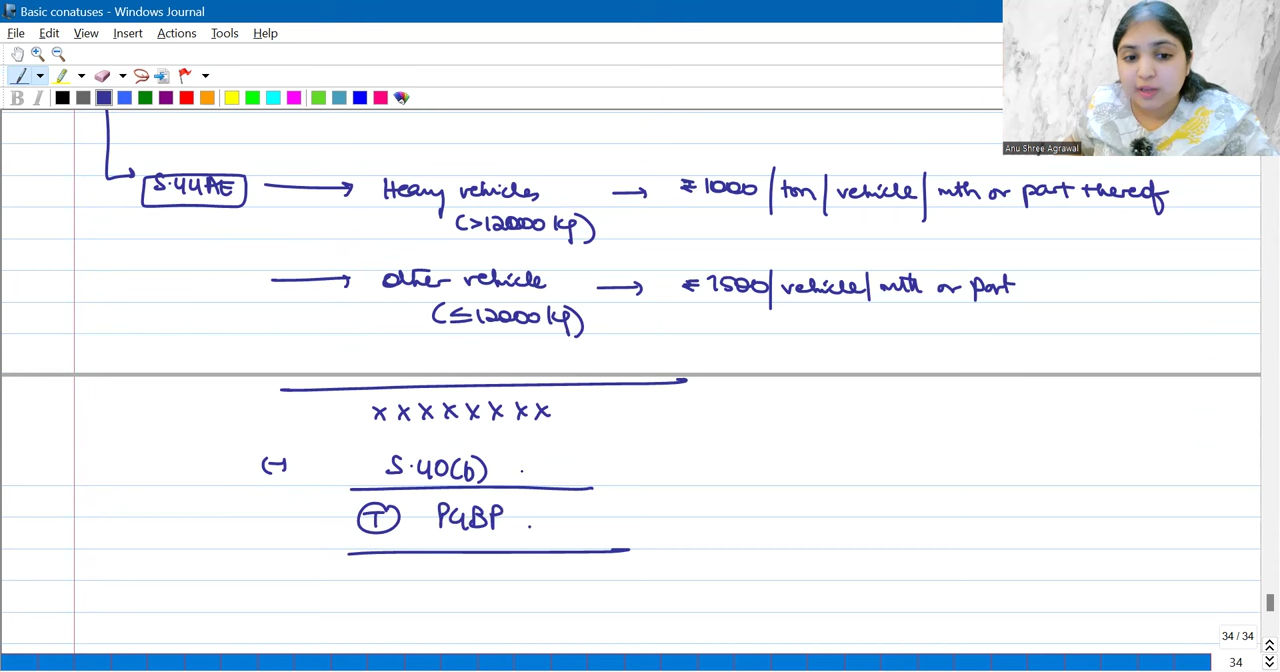 Basic conatuses - Windows Journal
File Edit View Insert Actions Tools Help
B I
Anu Shree Agrawal
S.44AE Heavy vehicles ₹1000 | ton | vehicle | mth or part thereof
(>12000 kg)
Other vehicle ₹7500 | vehicle | mth or part
(≤12000 kg)
x x x x x x x x
(-) S.40(b)
T PGBP
34 / 34
34